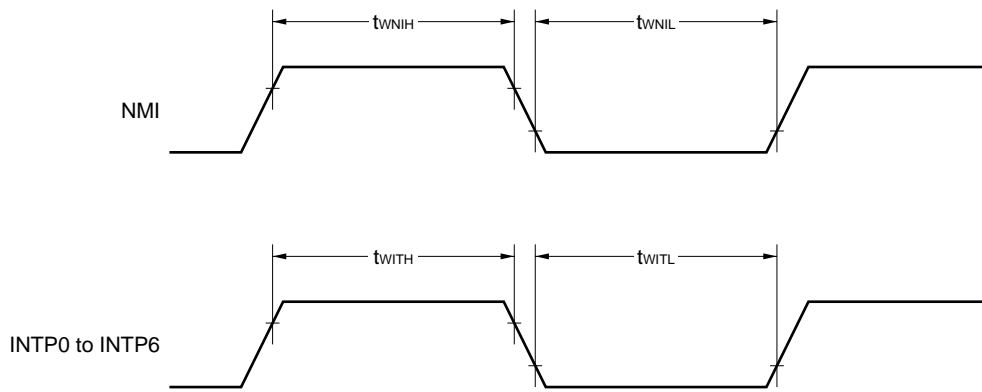 tWNIH
tWNIL
NMI
tWITH
tWITL
INTP0 to INTP6